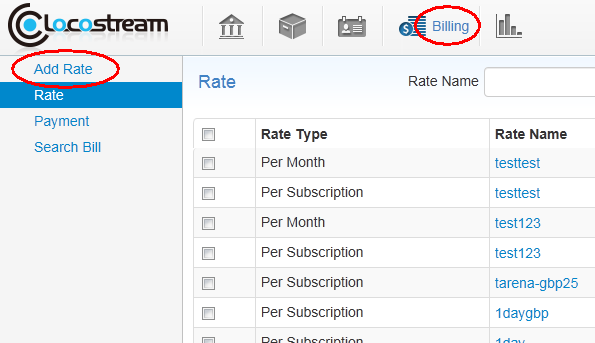 Locostream
Billing
Add Rate
Rate
Payment
Search Bill
Rate
Rate Name
Rate Type Rate Name
Per Month testtest
Per Subscription testtest
Per Month test123
Per Subscription test123
Per Subscription tarena-gbp25
Per Subscription 1daygbp
Per Subscription 1day